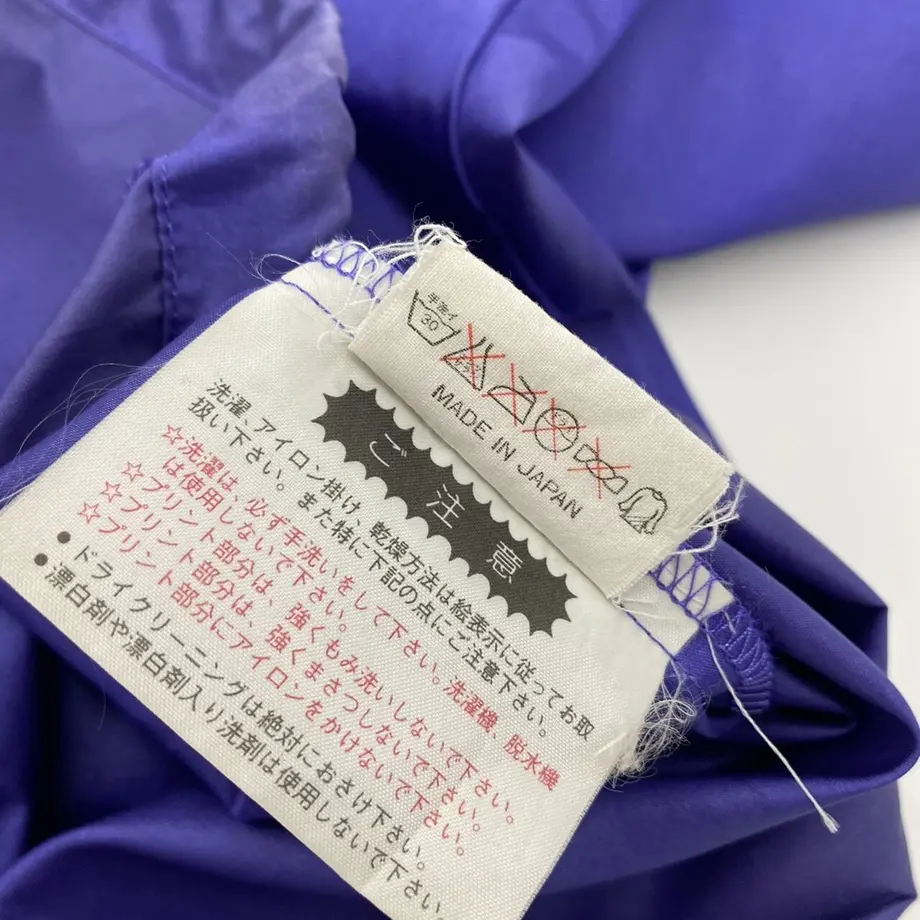 手洗イ
30
エンソサラシ
MADE IN JAPAN
ご注意
洗濯、アイロン掛け、乾燥方法は絵表示に従ってお取
扱い下さい。また特に下記の点にご注意下さい。
☆洗濯は、必ず手洗いをして下さい。洗濯機、脱水機
は使用しないで下さい。
☆プリント部分は、強くもみ洗いしないで下さい。
☆プリント部分は、強くまさつしないで下さい。
☆プリント部分にアイロンをかけないで下さい。
●ドライクリーニングは絶対におさけ下さい。
●漂白剤や漂白剤入り洗剤は使用しないで下さい。